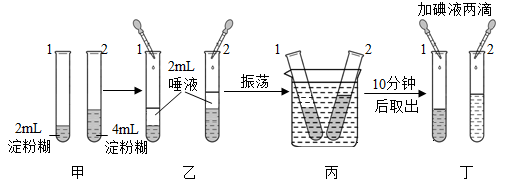 加碘液两滴
1 2 1 2 1 2 1 2
2mL
唾液
振荡
10分钟
后取出
2mL
淀粉糊
4mL
淀粉糊
甲 乙 丙 丁